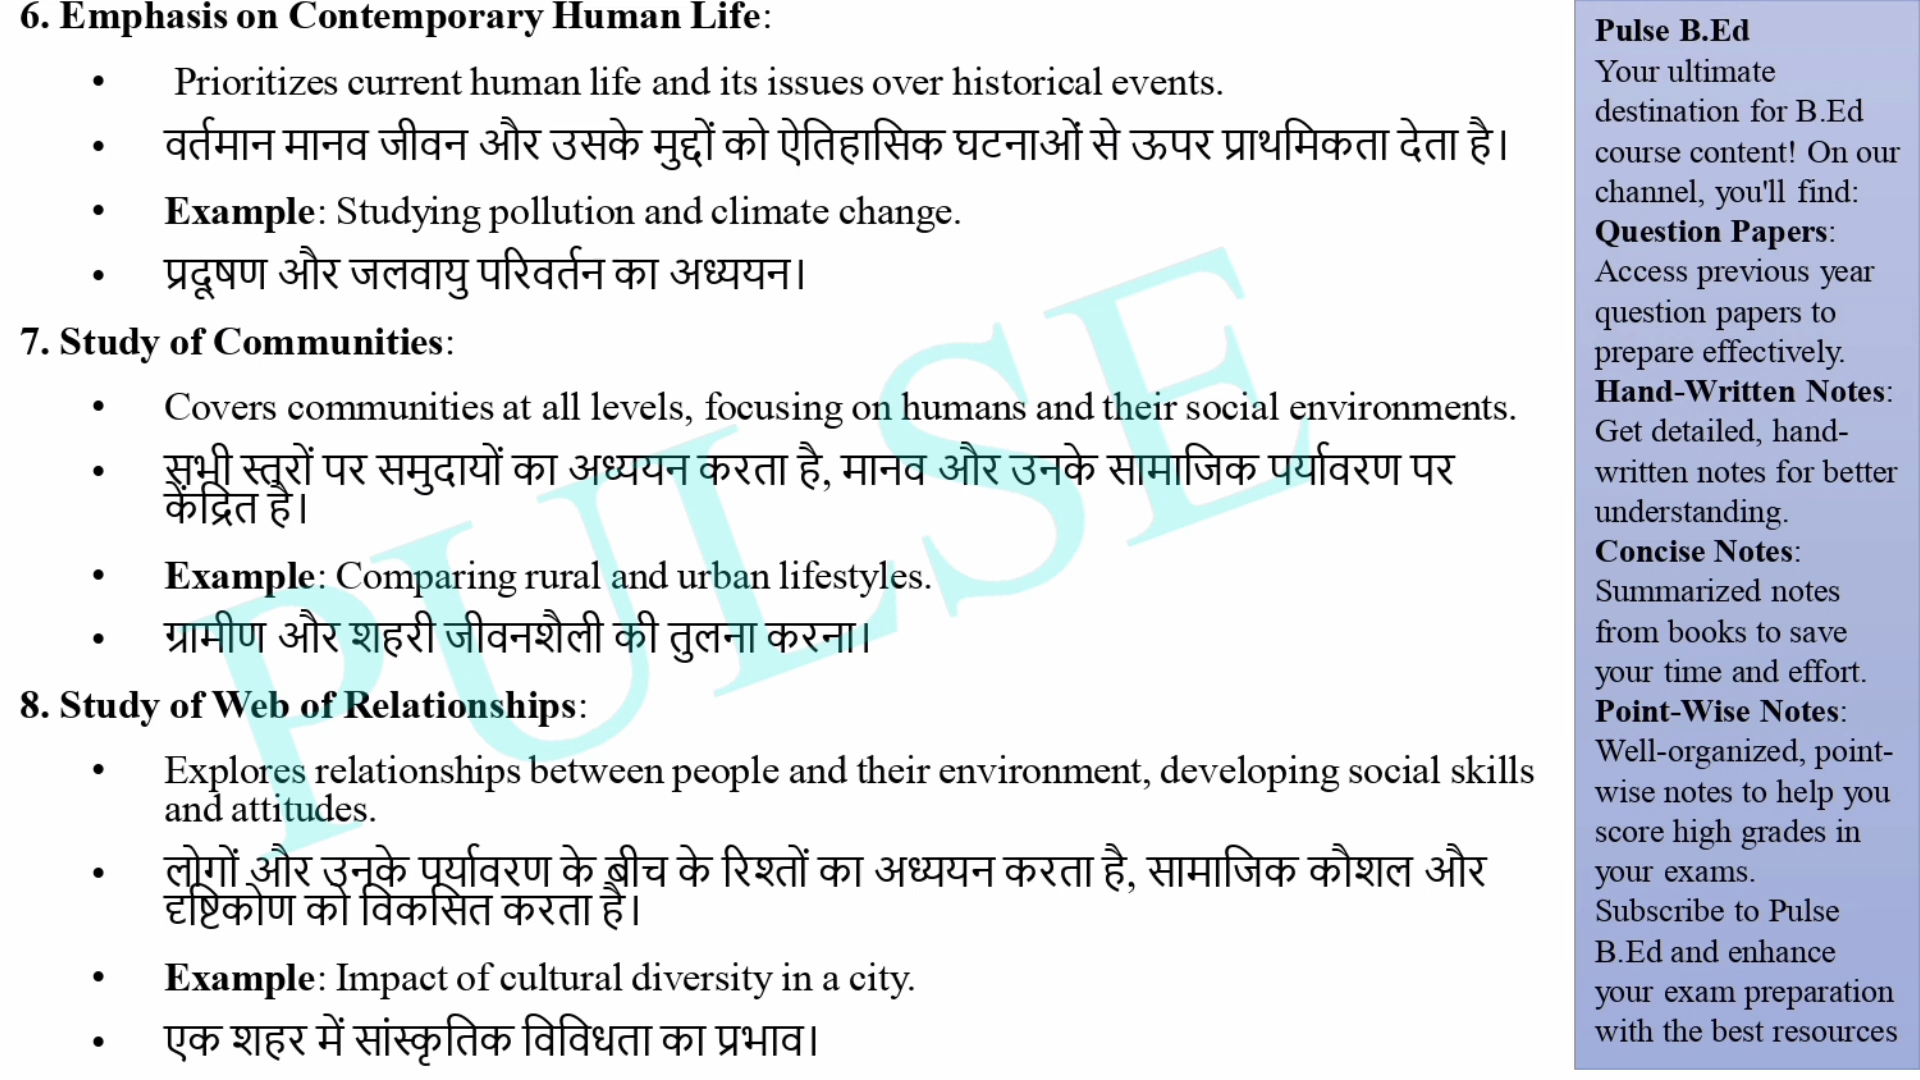 6. Emphasis on Contemporary Human Life:
• Prioritizes current human life and its issues over historical events.
• वर्तमान मानव जीवन और उसके मुद्दों को ऐतिहासिक घटनाओं से ऊपर प्राथमिकता देता है।
• Example: Studying pollution and climate change.
• प्रदूषण और जलवायु परिवर्तन का अध्ययन।
7. Study of Communities:
• Covers communities at all levels, focusing on humans and their social environments.
• सभी स्तरों पर समुदायों का अध्ययन करता है, मानव और उनके सामाजिक पर्यावरण पर
केंद्रित है।
• Example: Comparing rural and urban lifestyles.
• ग्रामीण और शहरी जीवनशैली की तुलना करना।
8. Study of Web of Relationships:
• Explores relationships between people and their environment, developing social skills
and attitudes.
• लोगों और उनके पर्यावरण के बीच के रिश्तों का अध्ययन करता है, सामाजिक कौशल और
दृष्टिकोण को विकसित करता है।
• Example: Impact of cultural diversity in a city.
• एक शहर में सांस्कृतिक विविधता का प्रभाव।
PULSE
Pulse B.Ed
Your ultimate
destination for B.Ed
course content! On our
channel, you'll find:
Question Papers:
Access previous year
question papers to
prepare effectively.
Hand-Written Notes:
Get detailed, hand-
written notes for better
understanding.
Concise Notes:
Summarized notes
from books to save
your time and effort.
Point-Wise Notes:
Well-organized, point-
wise notes to help you
score high grades in
your exams.
Subscribe to Pulse
B.Ed and enhance
your exam preparation
with the best resources